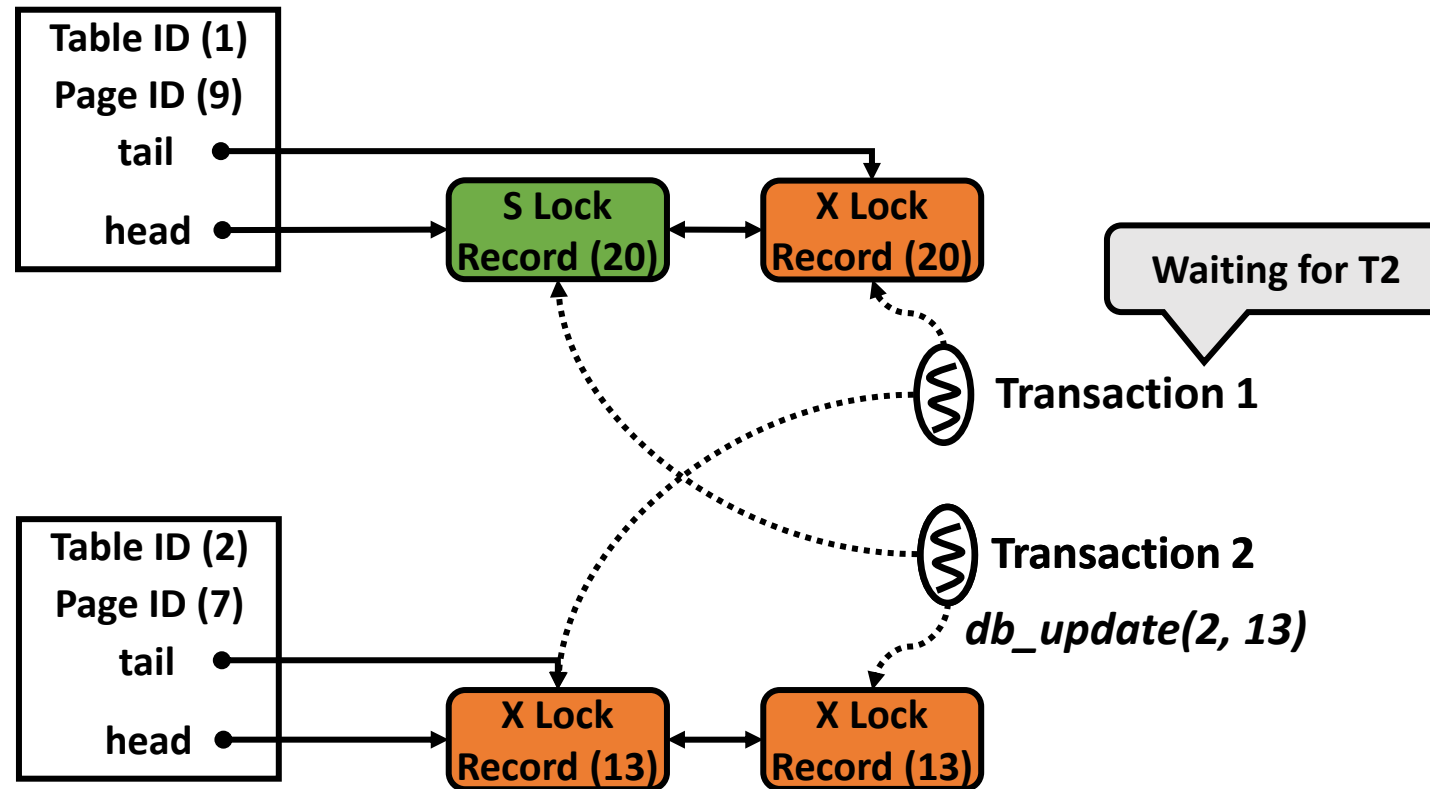 Table ID (1)
Page ID (9)
tail
head
S Lock
Record (20)
X Lock
Record (20)
Waiting for T2
Transaction 1
Transaction 2
db_update(2, 13)
Table ID (2)
Page ID (7)
tail
head
X Lock
Record (13)
X Lock
Record (13)